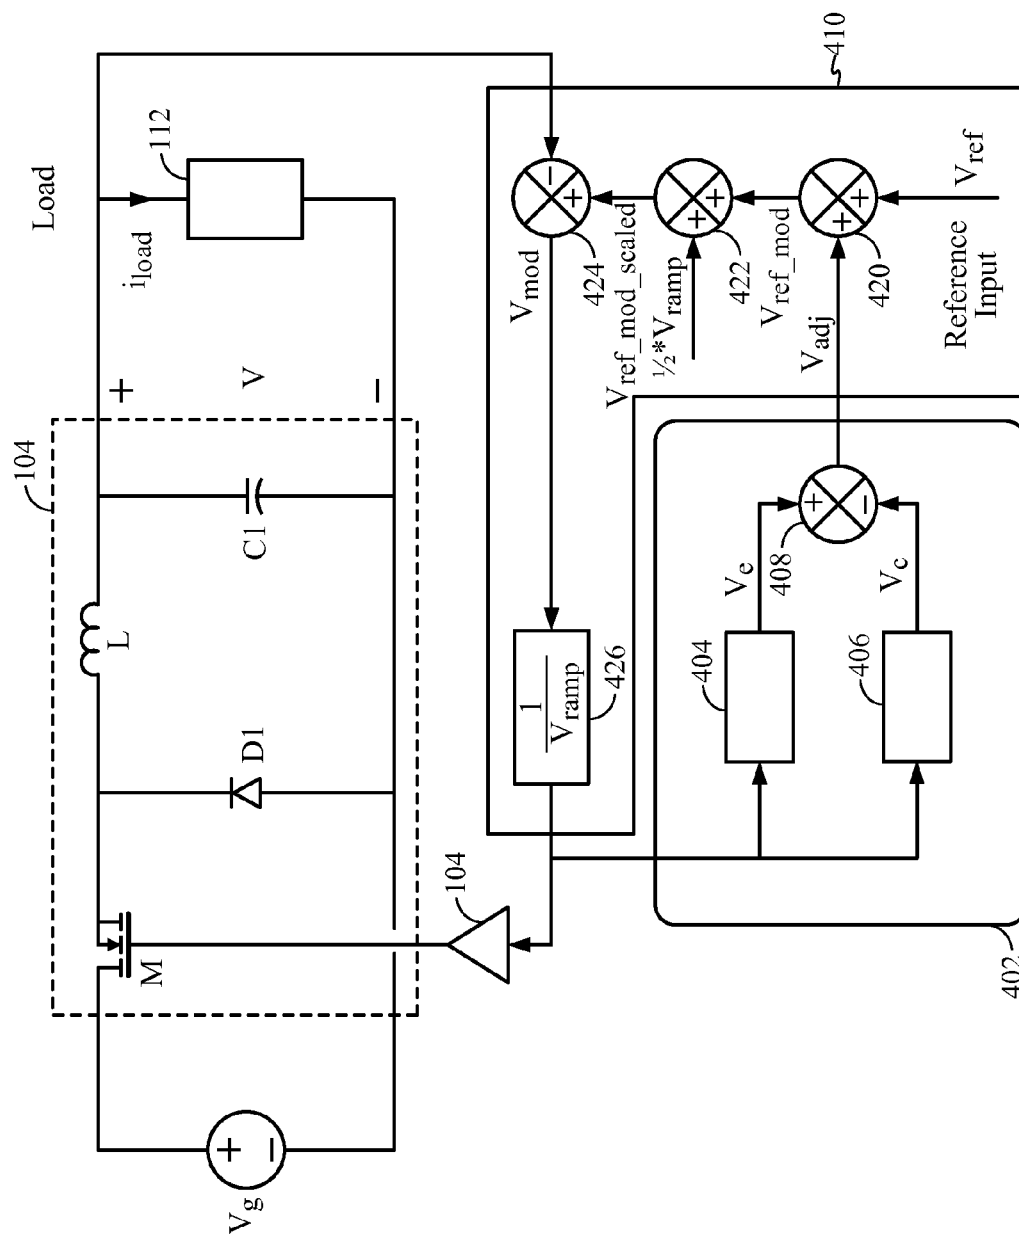 104
Load
112
i_load
+
V
−
C1
L
D1
M
V_g
+
−
104
410
−
+
424
V_mod
V_ref_mod_scaled
+
+
422
½*V_ramp
V_ref_mod
+
+
420
V_adj
V_ref
Reference
Input
1
V_ramp
426
V_e
+
−
408
V_c
404
406
402